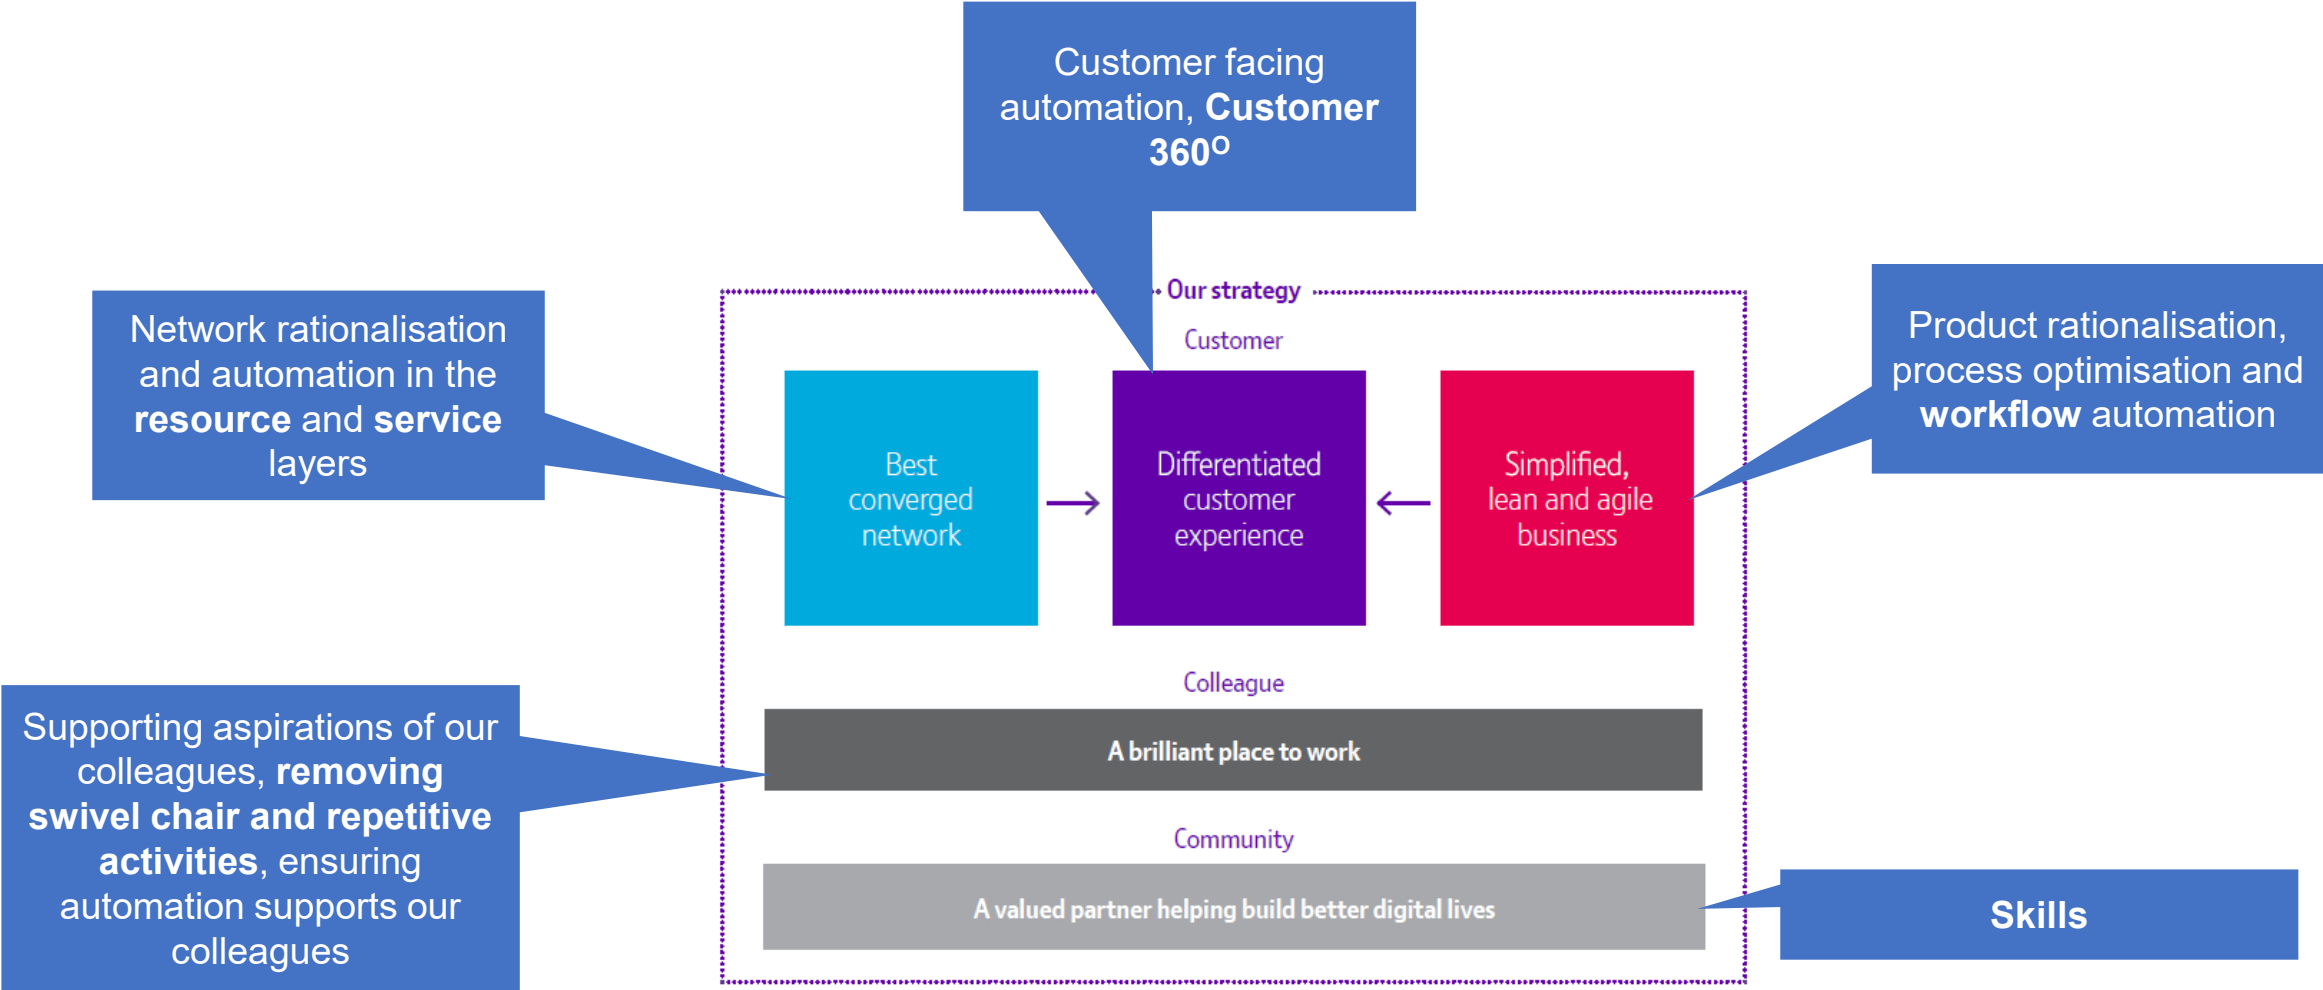 Customer facing
automation, Customer
360O
Our strategy
Customer
Network rationalisation
and automation in the
resource and service
layers
Product rationalisation,
process optimisation and
workflow automation
Best
converged
network
Differentiated
customer
experience
Simplified,
lean and agile
business
Colleague
A brilliant place to work
Supporting aspirations of our
colleagues, removing
swivel chair and repetitive
activities, ensuring
automation supports our
colleagues
Community
A valued partner helping build better digital lives
Skills